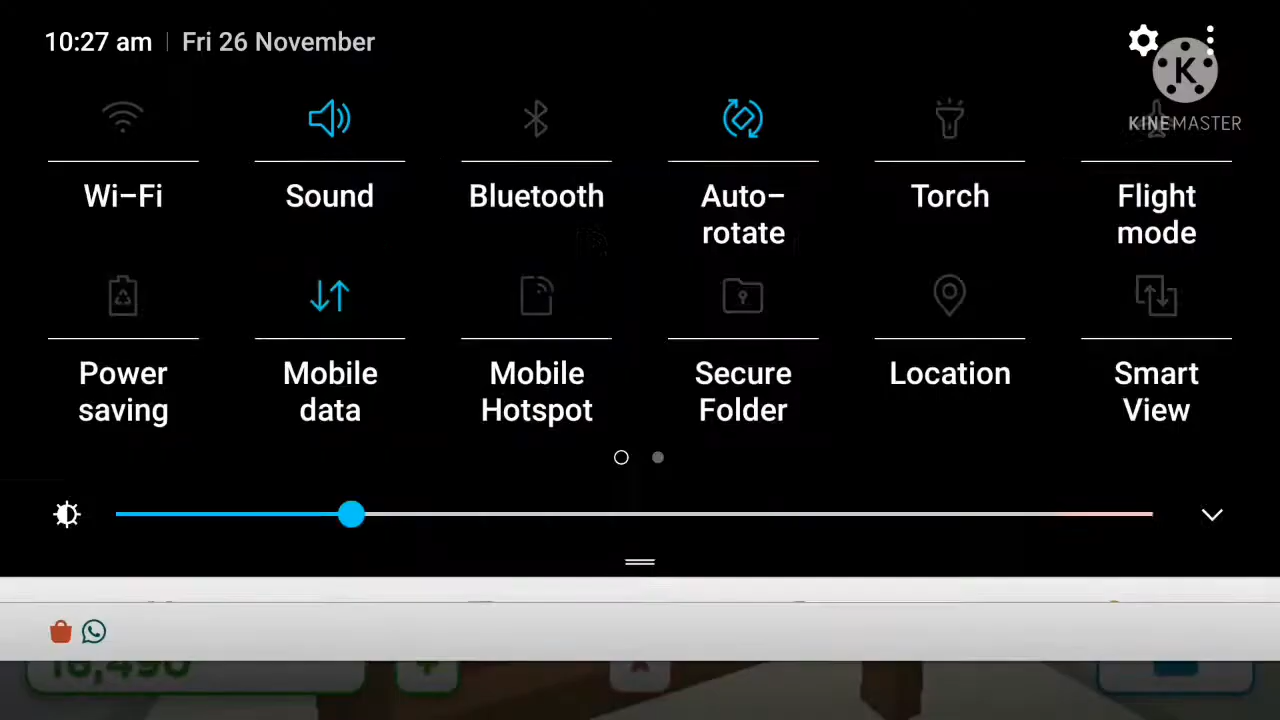 10:27 am | Fri 26 November
KINEMASTER
Wi-Fi Sound Bluetooth Auto-rotate Torch Flight mode
Power saving Mobile data Mobile Hotspot Secure Folder Location Smart View